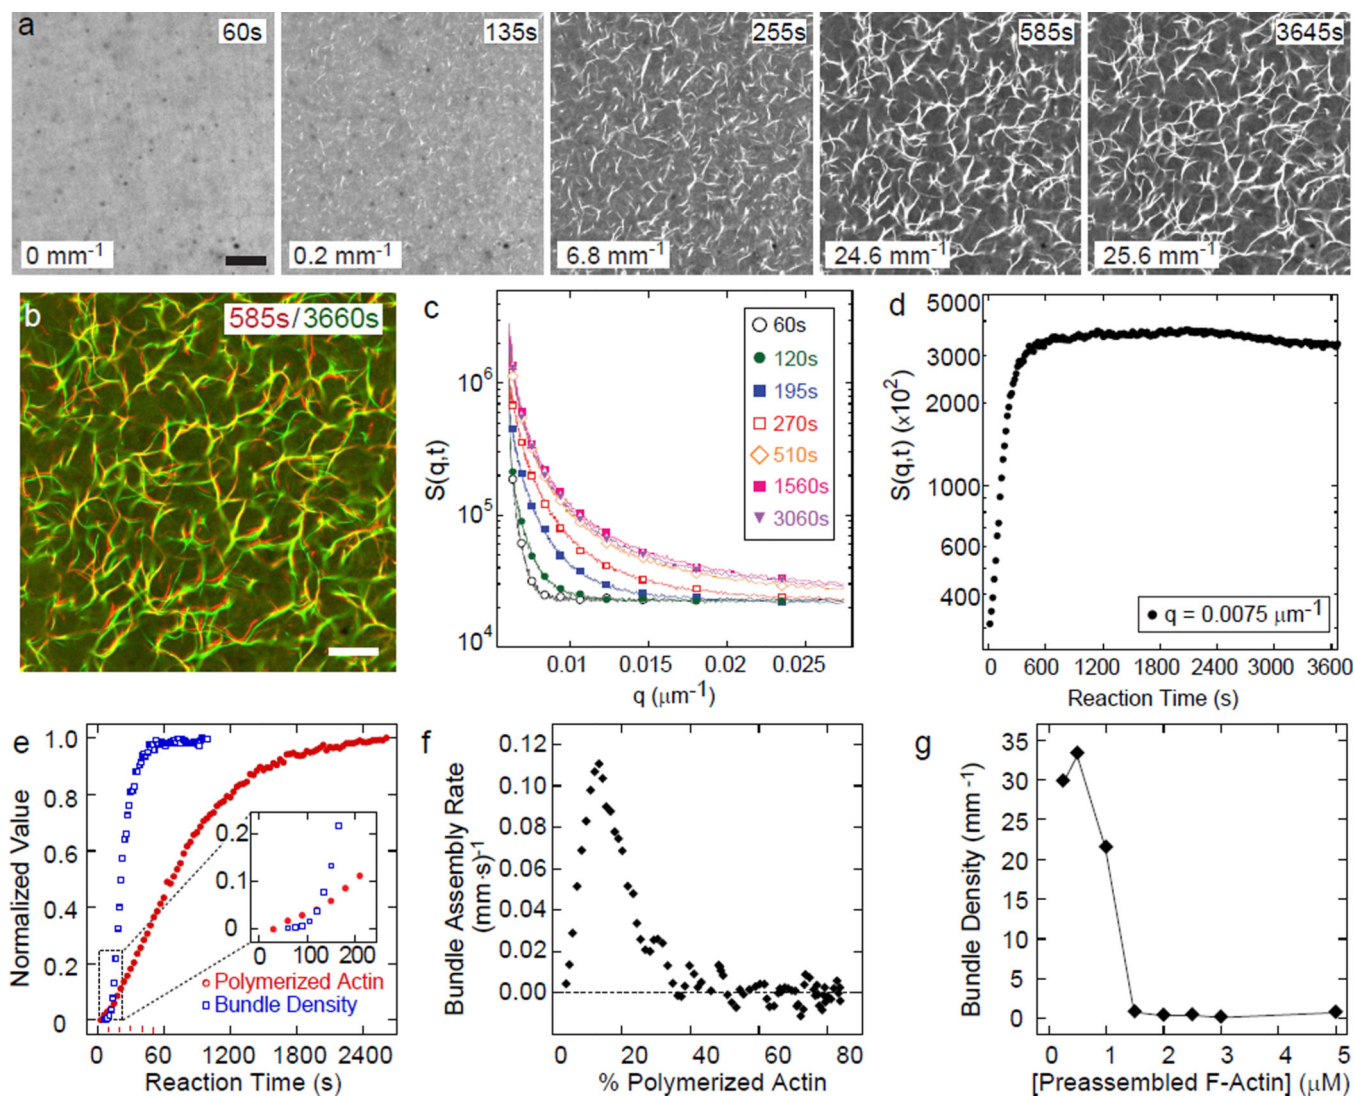 a
60s
135s
255s
585s
3645s
0 mm⁻¹
0.2 mm⁻¹
6.8 mm⁻¹
24.6 mm⁻¹
25.6 mm⁻¹
b
585s/3660s
c
S(q,t)
10⁶
10⁵
10⁴
60s
120s
195s
270s
510s
1560s
3060s
0.01
0.015
0.02
0.025
q (μm⁻¹)
d
S(q,t) (×10²)
5000
3000
2000
1000
600
400
q = 0.0075 μm⁻¹
0
600
1200
1800
2400
3000
3600
Reaction Time (s)
e
Normalized Value
1.0
0.8
0.6
0.4
0.2
0
0.2
0.1
0
0
100
200
Polymerized Actin
Bundle Density
0
600
1200
1800
2400
Reaction Time (s)
f
Bundle Assembly Rate
(mm·s)⁻¹
0.12
0.10
0.08
0.06
0.04
0.02
0.00
0
20
40
60
80
% Polymerized Actin
g
Bundle Density (mm⁻¹)
35
30
25
20
15
10
5
0
0
1
2
3
4
5
[Preassembled F-Actin] (μM)